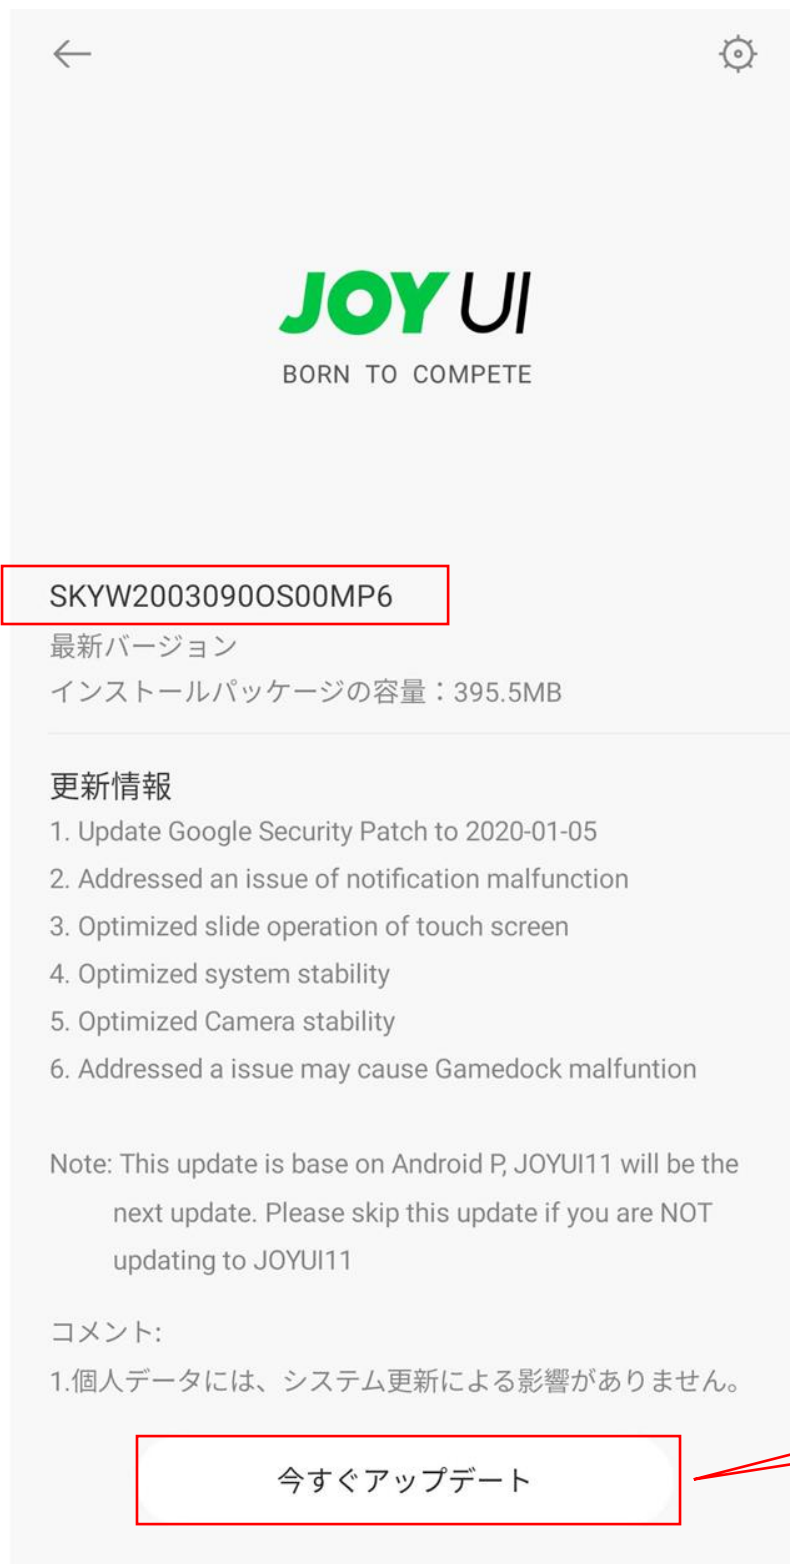 JOY UI
BORN TO COMPETE
SKYW2003090OS00MP6
最新バージョン
インストールパッケージの容量：395.5MB
更新情報
1. Update Google Security Patch to 2020-01-05
2. Addressed an issue of notification malfunction
3. Optimized slide operation of touch screen
4. Optimized system stability
5. Optimized Camera stability
6. Addressed a issue may cause Gamedock malfuntion
Note: This update is base on Android P, JOYUI11 will be the
next update. Please skip this update if you are NOT
updating to JOYUI11
コメント:
1.個人データには、システム更新による影響がありません。
今すぐアップデート